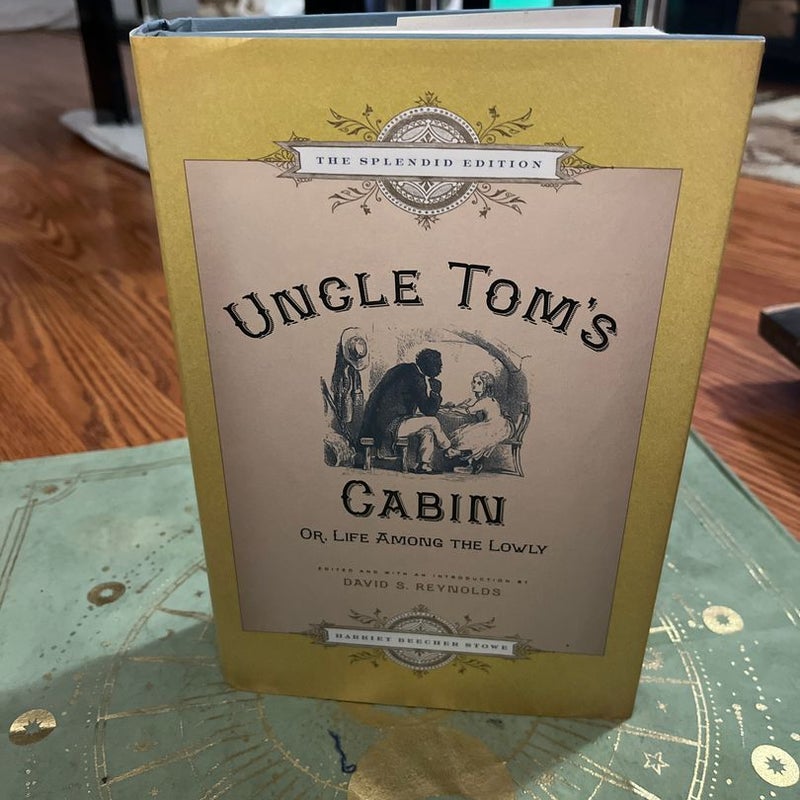 THE SPLENDID EDITION
UNCLE TOM'S
CABIN
OR, LIFE AMONG THE LOWLY
EDITED AND WITH AN INTRODUCTION BY
DAVID S. REYNOLDS
HARRIET BEECHER STOWE